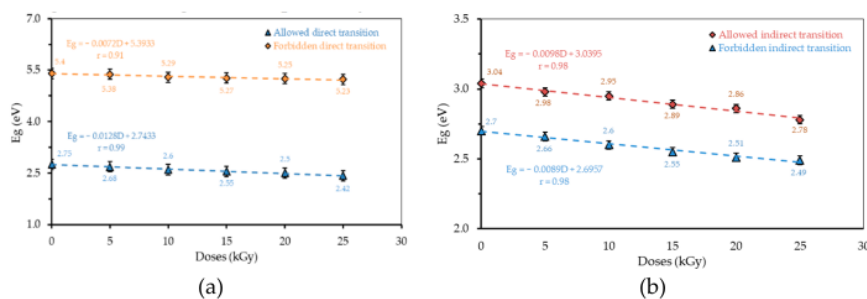 7.0
5.5
4.0
2.5
1.0
Eg (eV)
Allowed direct transition
Forbidden direct transition
Eg = − 0.0072D + 5.3933
r = 0.91
5.4
5.38
5.29
5.27
5.25
5.23
Eg = − 0.0128D + 2.7433
r = 0.99
2.75
2.68
2.6
2.55
2.5
2.42
0 5 10 15 20 25 30
Doses (kGy)
(a)
3.5
3.0
2.5
2.0
Eg (eV)
Allowed indirect transition
Forbidden indirect transition
Eg = − 0.0098D + 3.0395
r = 0.98
3.04
2.98
2.95
2.89
2.86
2.78
2.7
2.66
2.6
2.55
2.51
2.49
Eg = − 0.0089D + 2.6957
r = 0.98
0 5 10 15 20 25 30
Doses (kGy)
(b)